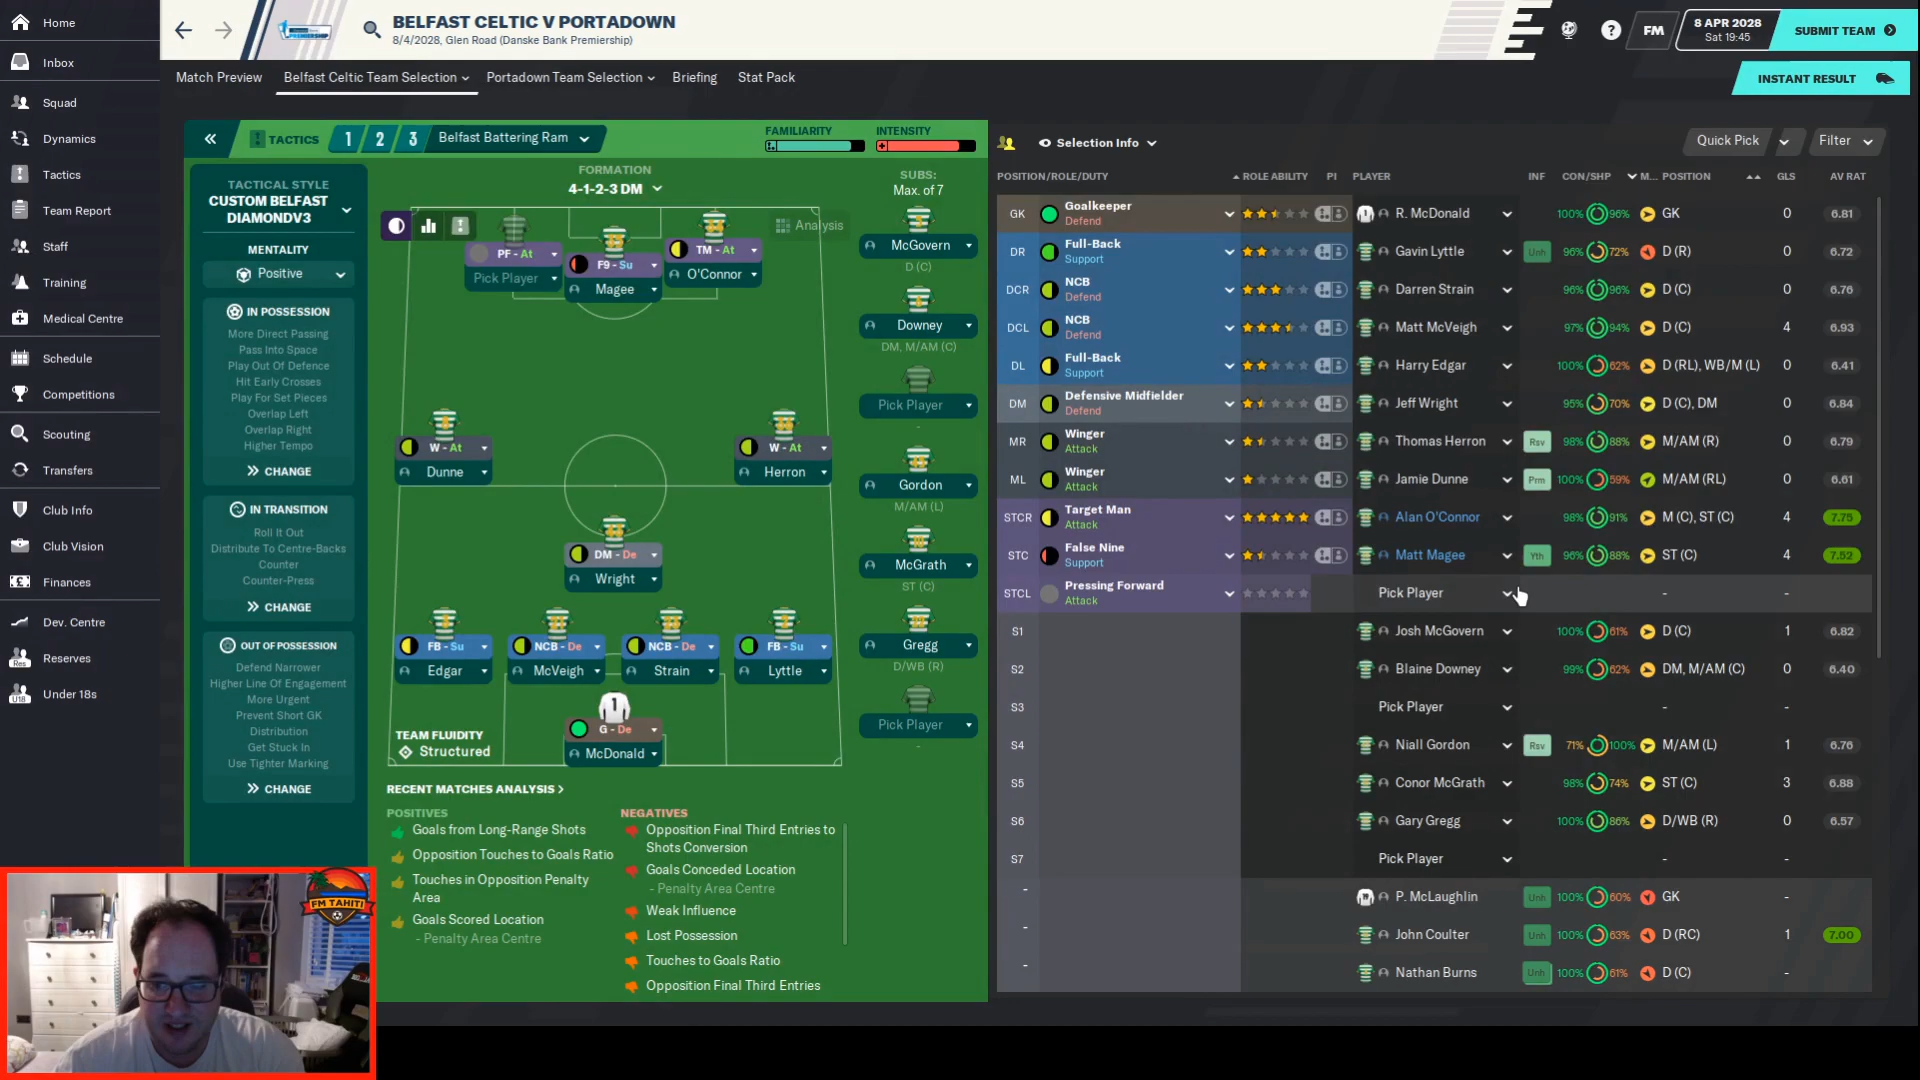 Home
Inbox
Squad
Dynamics
Tactics
Team Report
Staff
Training
Medical Centre
Schedule
Competitions
Scouting
Transfers
Club Info
Club Vision
Finances
Dev. Centre
Reserves
Under 18s
BELFAST CELTIC V PORTADOWN
8/4/2028, Glen Road (Danske Bank Premiership)
FM
8 APR 2028
Sat 19:45
SUBMIT TEAM
Match Preview
Belfast Celtic Team Selection
Portadown Team Selection
Briefing
Stat Pack
INSTANT RESULT
TACTICS
1 2 3
Belfast Battering Ram
FAMILIARITY
INTENSITY
TACTICAL STYLE
CUSTOM BELFAST
DIAMONDV3
MENTALITY
Positive
IN POSSESSION
More Direct Passing
Pass Into Space
Play Out Of Defence
Hit Early Crosses
Play For Set Pieces
Overlap Left
Overlap Right
Higher Tempo
CHANGE
IN TRANSITION
Roll It Out
Distribute To Centre-Backs
Counter
Counter-Press
CHANGE
OUT OF POSSESSION
Defend Narrower
Higher Line Of Engagement
More Urgent
Prevent Short GK
Distribution
Get Stuck In
Use Tighter Marking
CHANGE
FORMATION
4-1-2-3 DM
Analysis
PF - At
Pick Player
F9 - Su
Magee
TM - At
O'Connor
W - At
Dunne
W - At
Herron
DM - De
Wright
FB - Su
Edgar
NCB - De
McVeigh
NCB - De
Strain
FB - Su
Lyttle
1
G - De
McDonald
TEAM FLUIDITY
Structured
SUBS:
Max. of 7
McGovern
D (C)
Downey
DM, M/AM (C)
Pick Player
-
Gordon
M/AM (L)
McGrath
ST (C)
Gregg
D/WB (R)
Pick Player
-
RECENT MATCHES ANALYSIS >
POSITIVES
Goals from Long-Range Shots
Opposition Touches to Goals Ratio
Touches in Opposition Penalty
Area
Goals Scored Location
- Penalty Area Centre
NEGATIVES
Opposition Final Third Entries to
Shots Conversion
Goals Conceded Location
- Penalty Area Centre
Weak Influence
Lost Possession
Touches to Goals Ratio
Opposition Final Third Entries
Selection Info
Quick Pick
Filter
POSITION/ROLE/DUTY ROLE ABILITY PI PLAYER INF CON/SHP M... POSITION GLS AV RAT
GK Goalkeeper Defend R. McDonald 100% 96% GK 0 6.81
DR Full-Back Support Gavin Lyttle Unh 96% 72% D (R) 0 6.72
DCR NCB Defend Darren Strain 96% 96% D (C) 0 6.76
DCL NCB Defend Matt McVeigh 97% 94% D (C) 4 6.93
DL Full-Back Support Harry Edgar 100% 62% D (RL), WB/M (L) 0 6.41
DM Defensive Midfielder Defend Jeff Wright 95% 70% D (C), DM 0 6.84
MR Winger Attack Thomas Herron Rsv 98% 88% M/AM (R) 0 6.79
ML Winger Attack Jamie Dunne Prm 100% 59% M/AM (RL) 0 6.61
STCR Target Man Attack Alan O'Connor 98% 91% M (C), ST (C) 4 7.75
STC False Nine Support Matt Magee Yth 96% 88% ST (C) 4 7.52
STCL Pressing Forward Attack Pick Player - - -
S1 Josh McGovern 100% 61% D (C) 1 6.82
S2 Blaine Downey 99% 62% DM, M/AM (C) 0 6.40
S3 Pick Player - - -
S4 Niall Gordon Rsv 71% 100% M/AM (L) 1 6.76
S5 Conor McGrath 98% 74% ST (C) 3 6.88
S6 Gary Gregg 100% 86% D/WB (R) 0 6.57
S7 Pick Player - - -
- P. McLaughlin Unh 100% 60% GK - -
- John Coulter Unh 100% 63% D (RC) 1 7.00
- Nathan Burns Unh 100% 61% D (C) - -
FM TAHITI